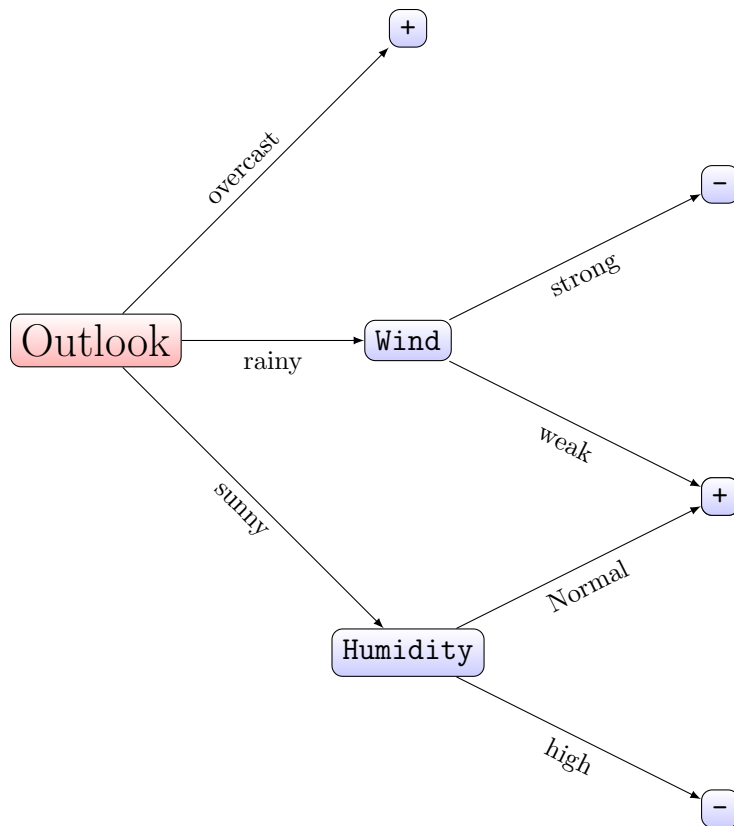 +
overcast
-
strong
Outlook
rainy
Wind
weak
sunny
+
Normal
Humidity
high
-